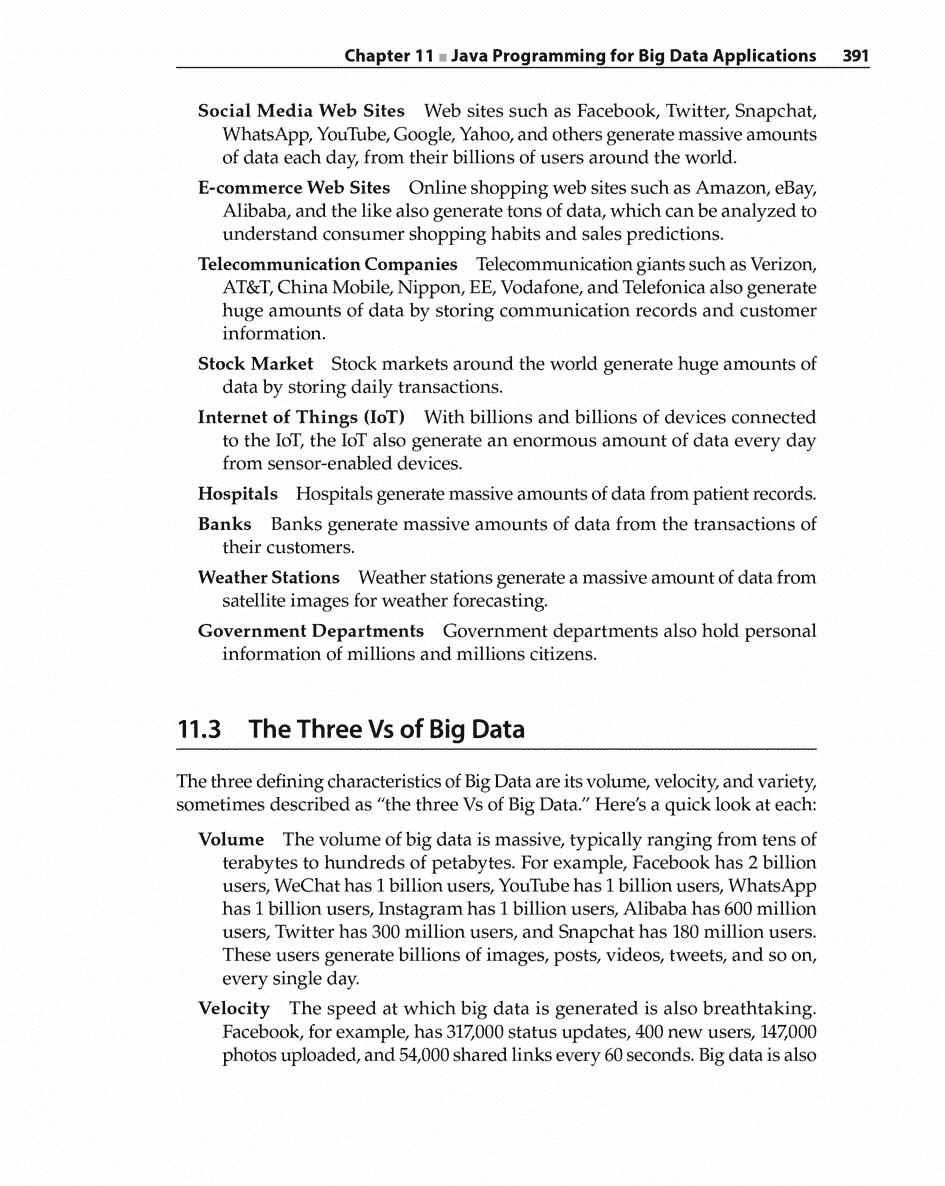 Chapter 11 ■ Java Programming for Big Data Applications 391
Social Media Web Sites Web sites such as Facebook, Twitter, Snapchat,
WhatsApp, YouTube, Google, Yahoo, and others generate massive amounts
of data each day, from their billions of users around the world.
E-commerce Web Sites Online shopping web sites such as Amazon, eBay,
Alibaba, and the like also generate tons of data, which can be analyzed to
understand consumer shopping habits and sales predictions.
Telecommunication Companies Telecommunication giants such as Verizon,
AT&T, China Mobile, Nippon, EE, Vodafone, and Telefonica also generate
huge amounts of data by storing communication records and customer
information.
Stock Market Stock markets around the world generate huge amounts of
data by storing daily transactions.
Internet of Things (IoT) With billions and billions of devices connected
to the IoT, the IoT also generate an enormous amount of data every day
from sensor-enabled devices.
Hospitals Hospitals generate massive amounts of data from patient records.
Banks Banks generate massive amounts of data from the transactions of
their customers.
Weather Stations Weather stations generate a massive amount of data from
satellite images for weather forecasting.
Government Departments Government departments also hold personal
information of millions and millions citizens.
11.3 The Three Vs of Big Data
The three defining characteristics of Big Data are its volume, velocity, and variety,
sometimes described as "the three Vs of Big Data." Here's a quick look at each:
Volume The volume of big data is massive, typically ranging from tens of
terabytes to hundreds of petabytes. For example, Facebook has 2 billion
users, WeChat has 1 billion users, YouTube has 1 billion users, WhatsApp
has 1 billion users, Instagram has 1 billion users, Alibaba has 600 million
users, Twitter has 300 million users, and Snapchat has 180 million users.
These users generate billions of images, posts, videos, tweets, and so on,
every single day.
Velocity The speed at which big data is generated is also breathtaking.
Facebook, for example, has 317,000 status updates, 400 new users, 147,000
photos uploaded, and 54,000 shared links every 60 seconds. Big data is also